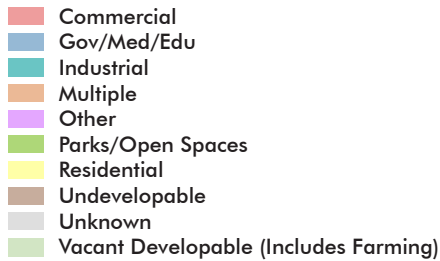 Commercial
Gov/Med/Edu
Industrial
Multiple
Other
Parks/Open Spaces
Residential
Undevelopable
Unknown
Vacant Developable (Includes Farming)